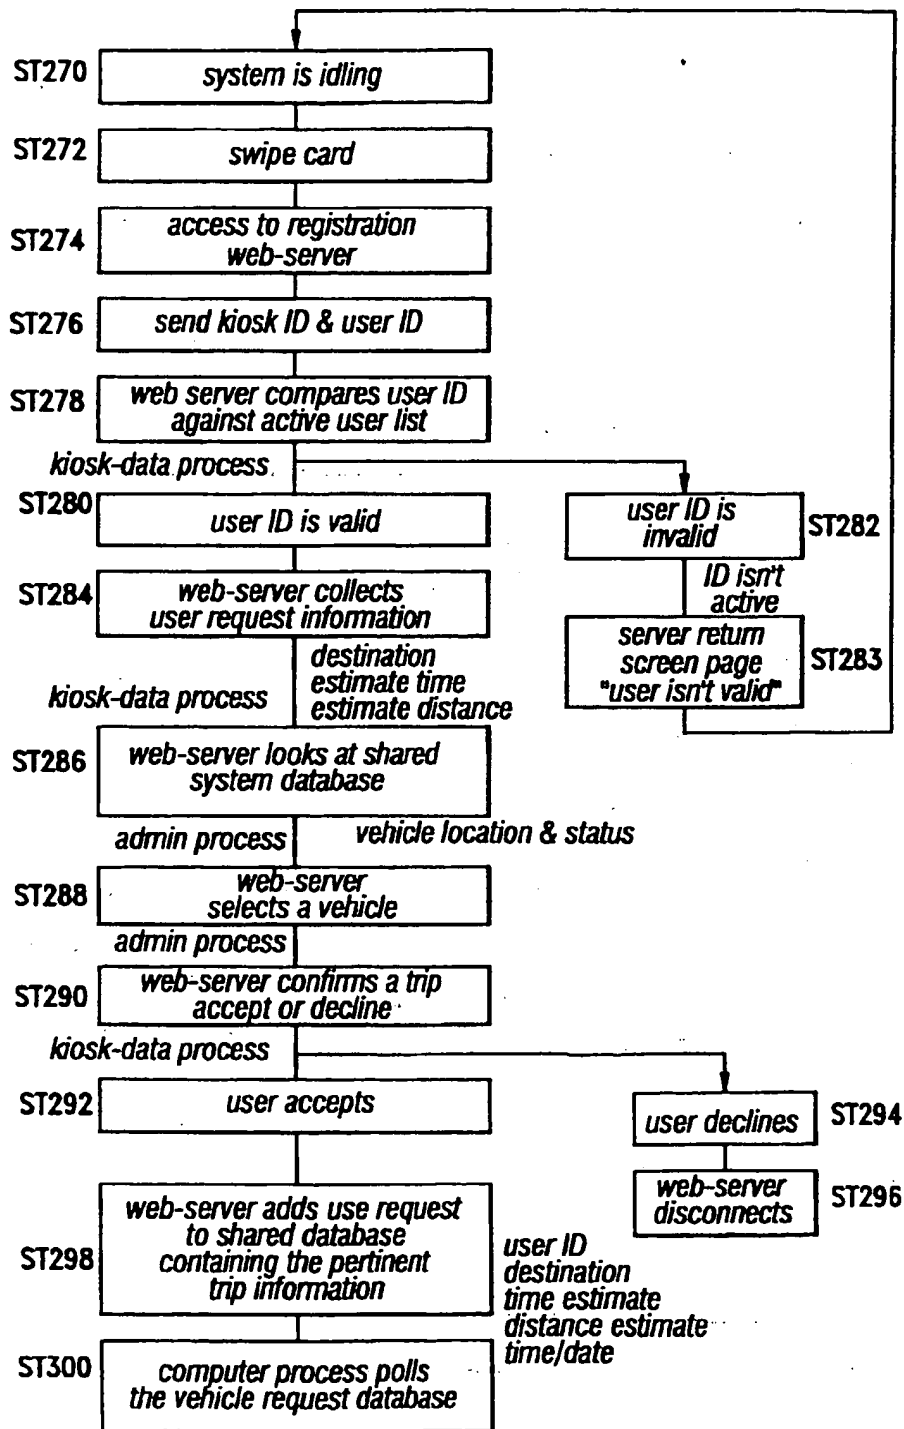 ST270
system is idling
ST272
swipe card
ST274
access to registration
web-server
ST276
send kiosk ID & user ID
ST278
web server compares user ID
against active user list
kiosk-data process
ST280
user ID is valid
user ID is
invalid
ST282
ID isn't
active
ST284
web-server collects
user request information
server return
screen page
"user isn't valid"
ST283
destination
estimate time
estimate distance
kiosk-data process
ST286
web-server looks at shared
system database
admin process
vehicle location & status
ST288
web-server
selects a vehicle
admin process
ST290
web-server confirms a trip
accept or decline
kiosk-data process
ST292
user accepts
user declines
ST294
web-server
disconnects
ST296
ST298
web-server adds use request
to shared database
containing the pertinent
trip information
user ID
destination
time estimate
distance estimate
time/date
ST300
computer process polls
the vehicle request database